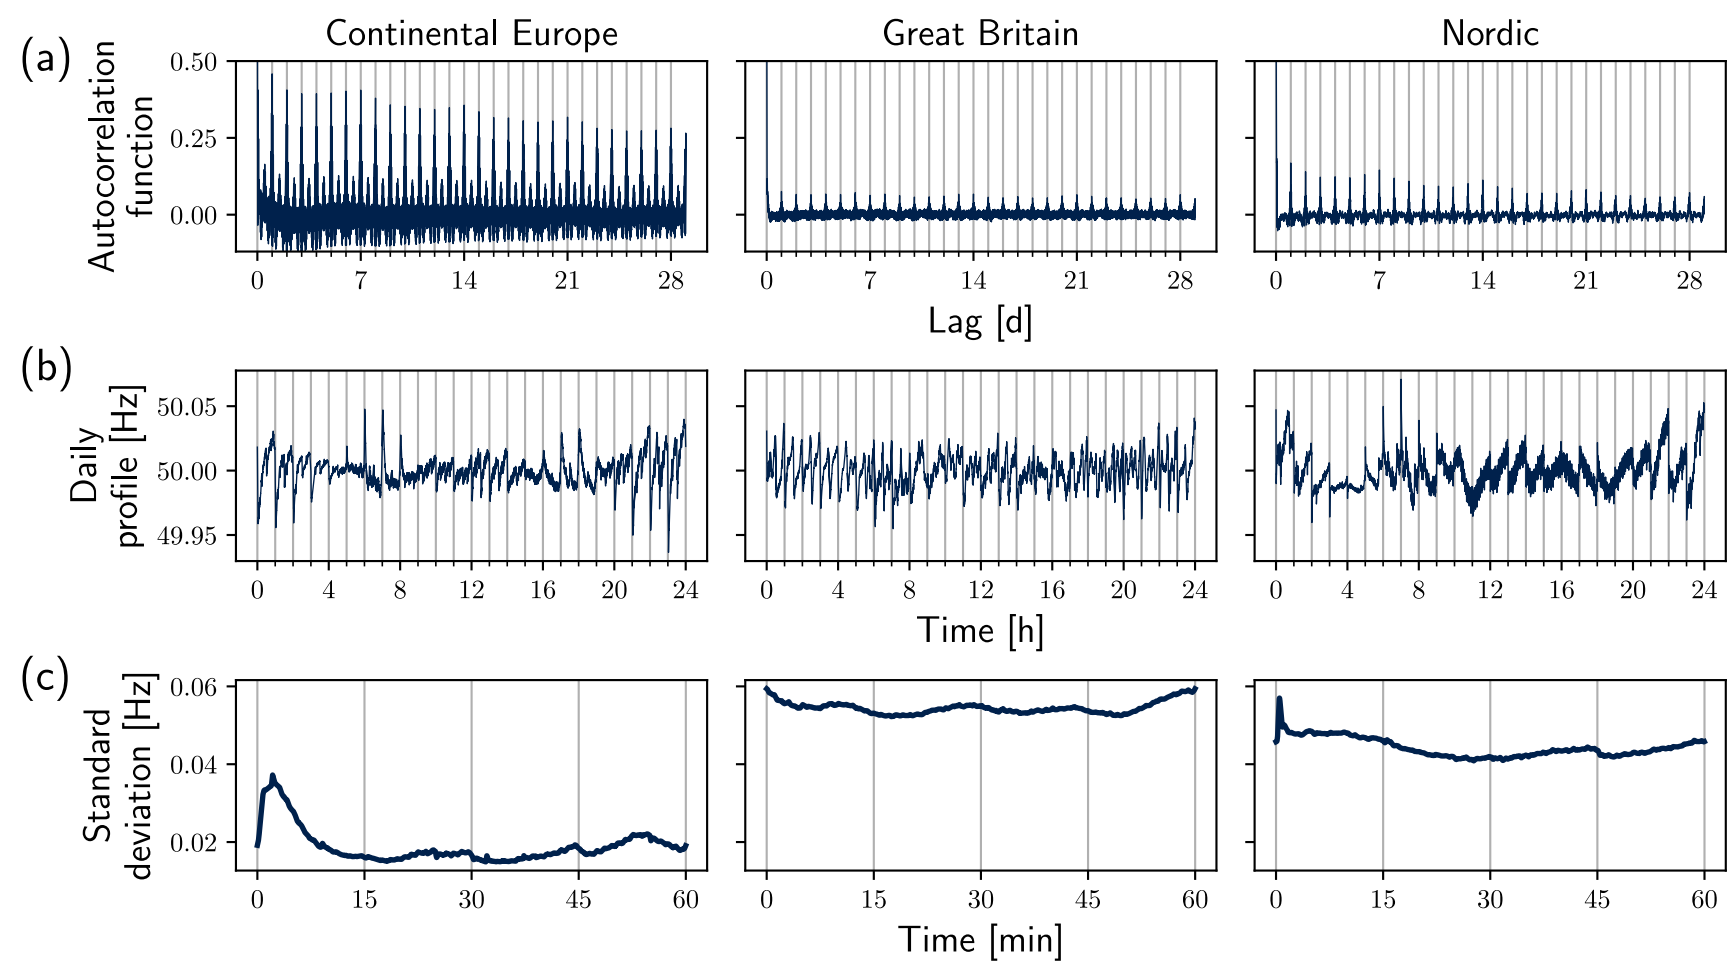 Continental Europe Great Britain Nordic
(a)
Autocorrelation
function
0.50
0.25
0.00
0 7 14 21 28 0 7 14 21 28 0 7 14 21 28
Lag [d]
(b)
Daily
profile [Hz]
50.05
50.00
49.95
0 4 8 12 16 20 24 0 4 8 12 16 20 24 0 4 8 12 16 20 24
Time [h]
(c)
Standard
deviation [Hz]
0.06
0.04
0.02
0 15 30 45 60 0 15 30 45 60 0 15 30 45 60
Time [min]